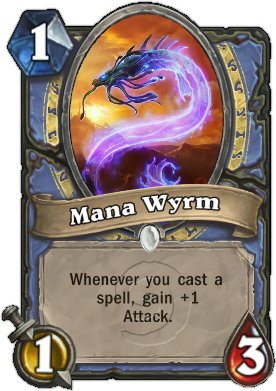 1
Mana Wyrm
Whenever you cast a
spell, gain +1
Attack.
1
3